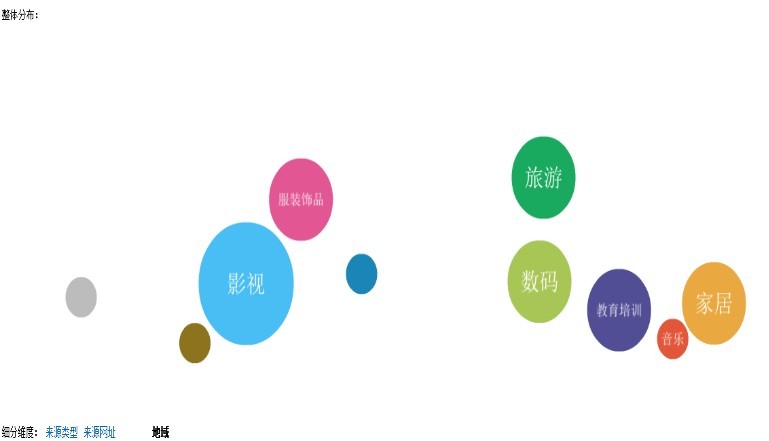 整体分布：
旅游
服装饰品
影视
数码
教育培训
家居
音乐
细分维度： 来源类型 来源网址 地域